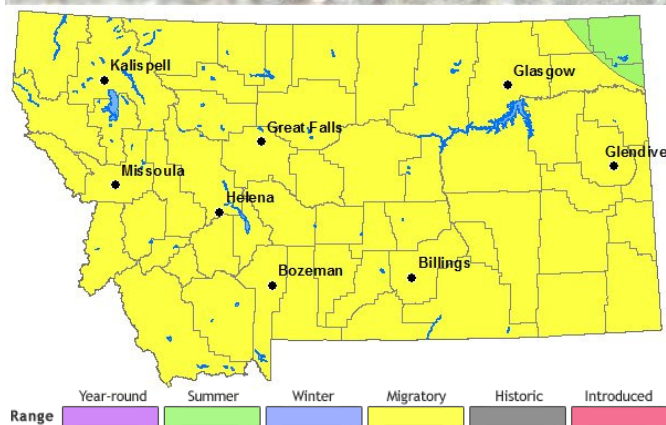 Kalispell
Glasgow
Great Falls
Glendive
Missoula
Helena
Bozeman
Billings
Year-round Summer Winter Migratory Historic Introduced
Range